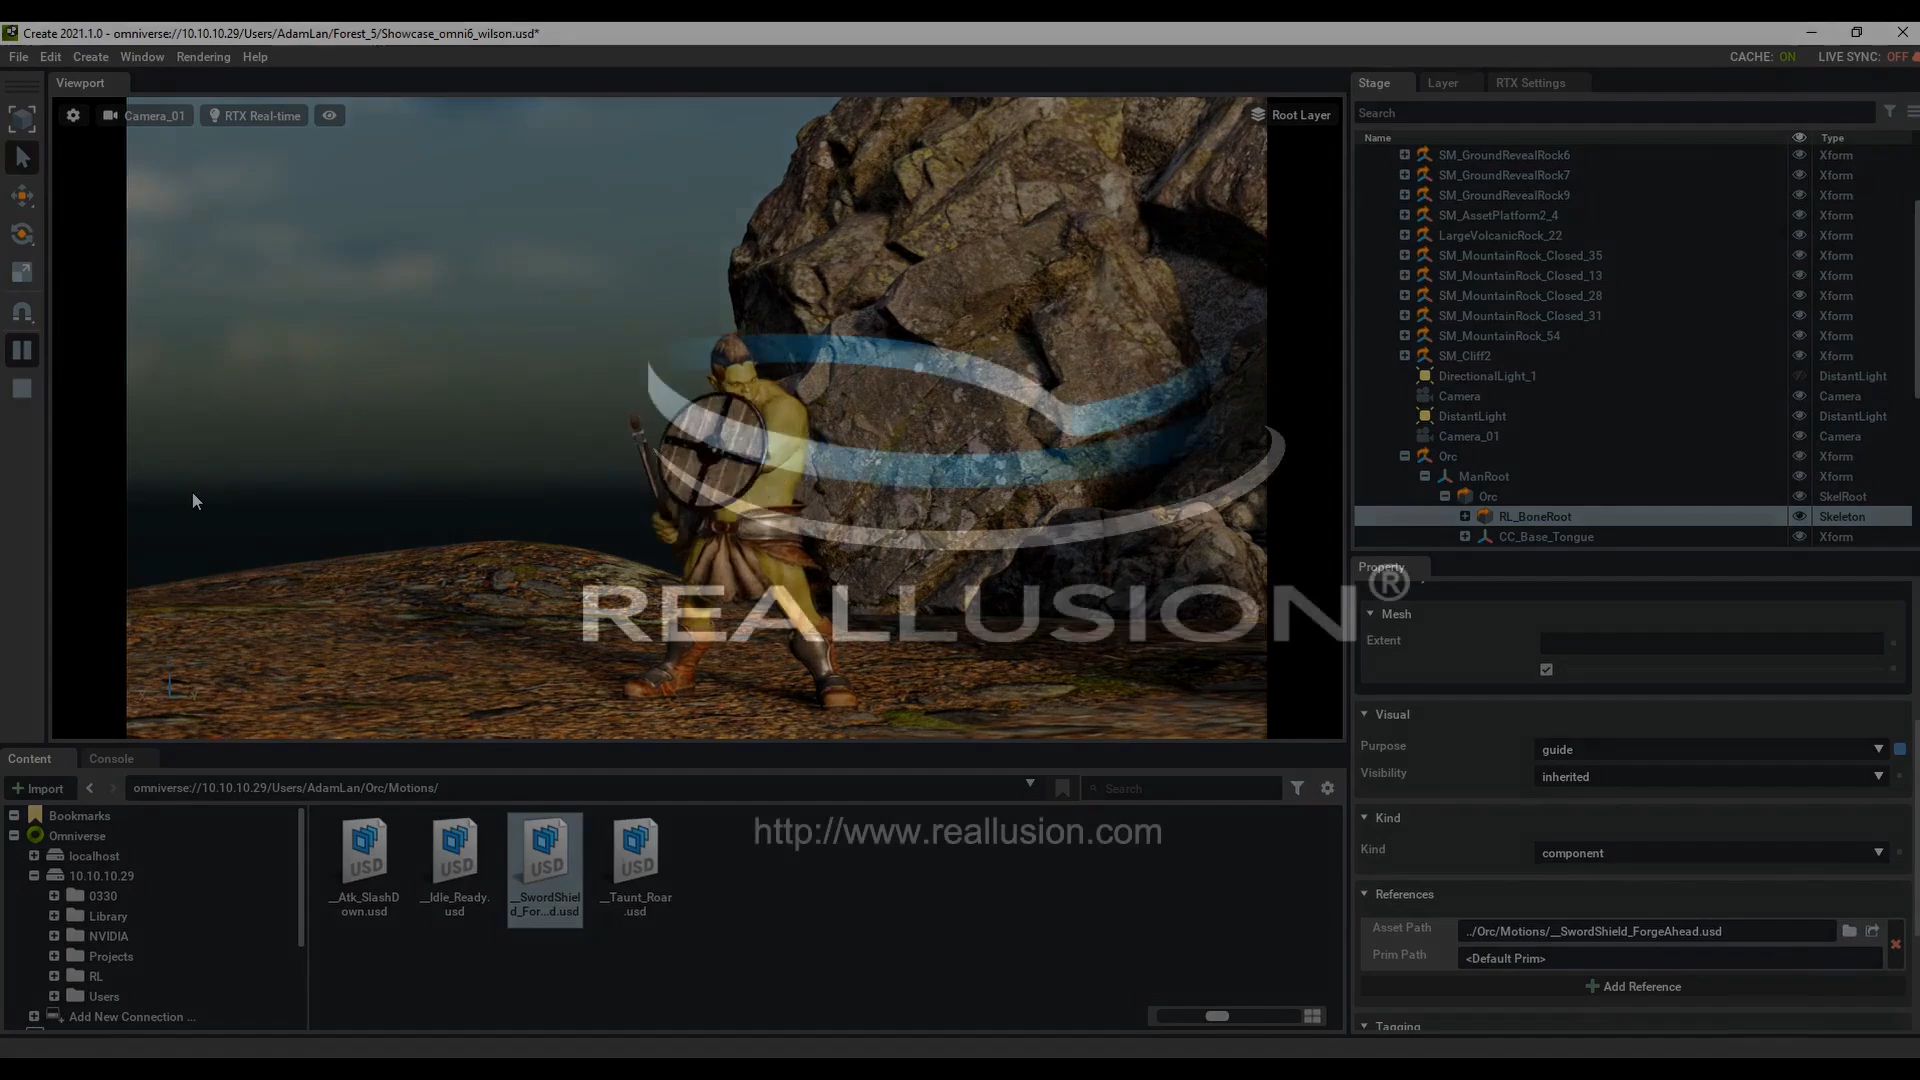 Create 2021.1.0 - omniverse://10.10.10.29/Users/AdamLan/Forest_5/Showcase_omni6_wilson.usd*
File Edit Create Window Rendering Help
CACHE: ON LIVE SYNC: OFF
Viewport
Camera_01
RTX Real-time
Root Layer
Stage
Layer
RTX Settings
Search
Name
Type
SM_GroundRevealRock6 Xform
SM_GroundRevealRock7 Xform
SM_GroundRevealRock9 Xform
SM_AssetPlatform2_4 Xform
LargeVolcanicRock_22 Xform
SM_MountainRock_Closed_35 Xform
SM_MountainRock_Closed_13 Xform
SM_MountainRock_Closed_28 Xform
SM_MountainRock_Closed_31 Xform
SM_MountainRock_54 Xform
SM_Cliff2 Xform
DirectionalLight_1 DistantLight
Camera Camera
DistantLight DistantLight
Camera_01 Camera
Orc Xform
ManRoot Xform
Orc SkelRoot
RL_BoneRoot Skeleton
CC_Base_Tongue Xform
REALLUSION®
http://www.reallusion.com
Property
Mesh
Extent
Visual
Purpose guide
Visibility inherited
Kind
Kind component
References
Asset Path ../Orc/Motions/__SwordShield_ForgeAhead.usd
Prim Path <Default Prim>
Add Reference
Tagging
Content
Console
Import
omniverse://10.10.10.29/Users/AdamLan/Orc/Motions/
Search
Bookmarks
Omniverse
localhost
10.10.10.29
0330
Library
NVIDIA
Projects
RL
Users
Add New Connection ...
USD
__Atk_SlashD
own.usd
USD
__Idle_Ready.
usd
USD
__SwordShiel
d_For...d.usd
USD
__Taunt_Roar
.usd